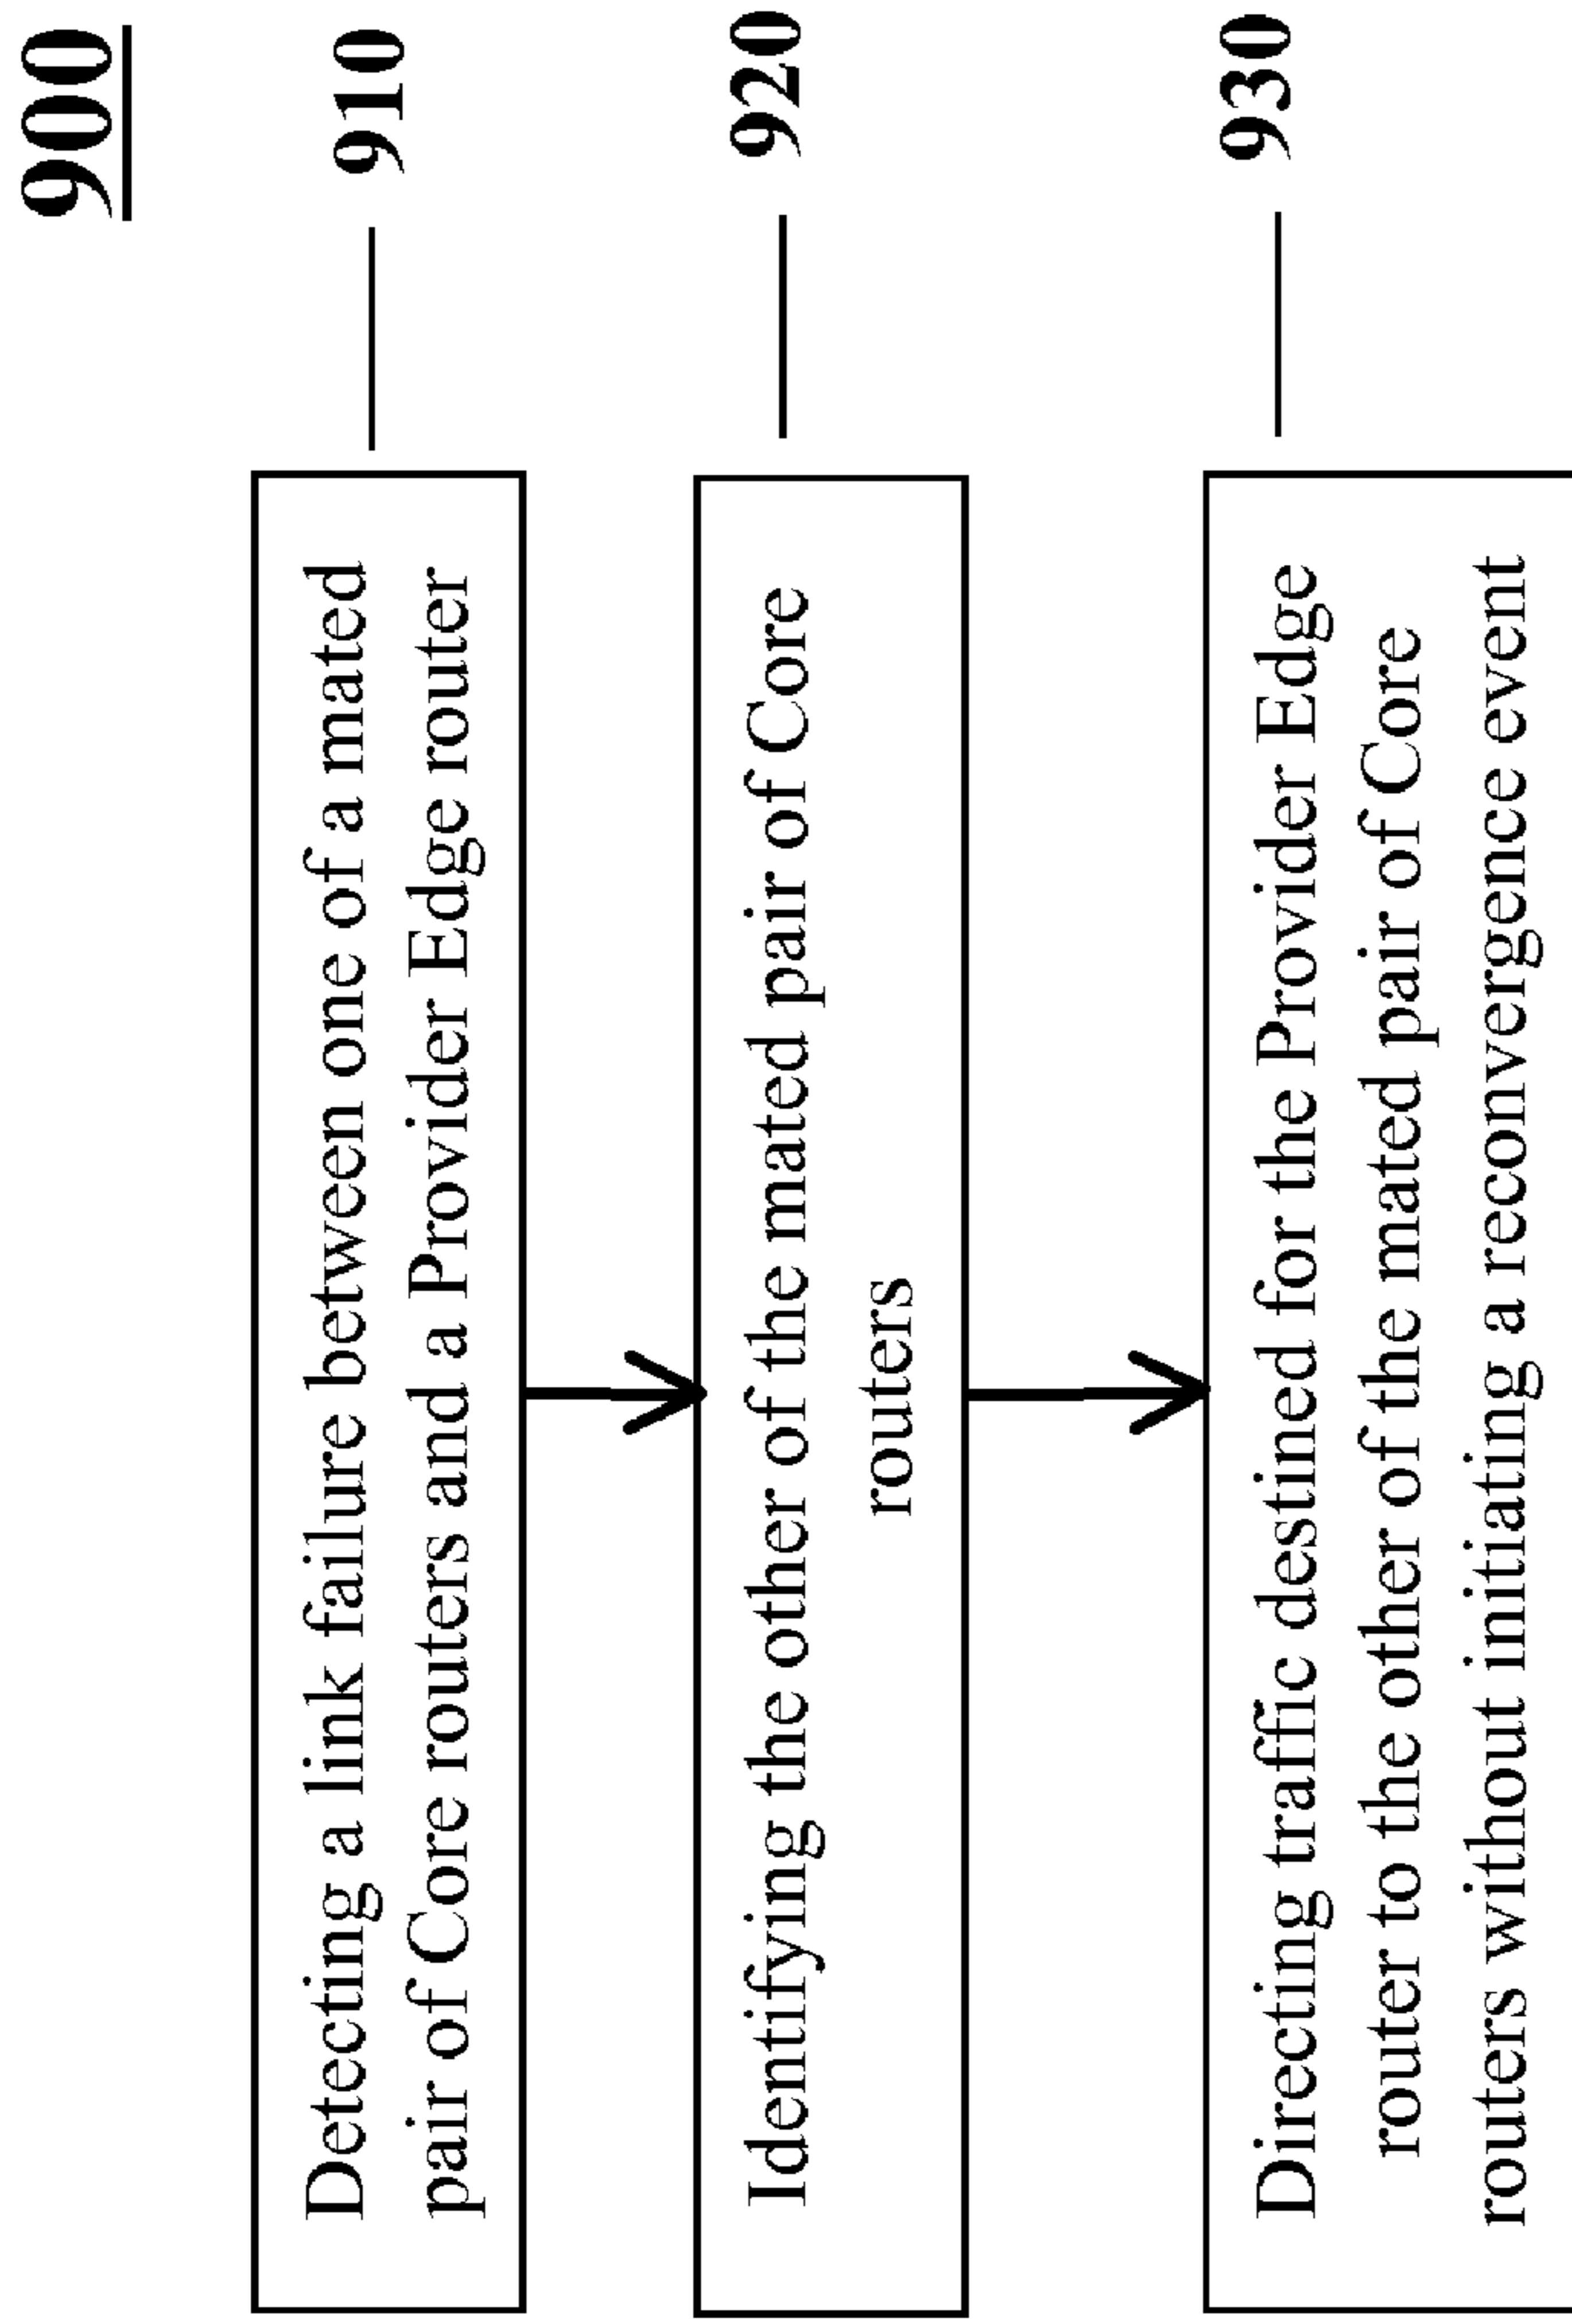 900
Detecting a link failure between one of a mated
pair of Core routers and a Provider Edge router
910
Identifying the other of the mated pair of Core
routers
920
Directing traffic destined for the Provider Edge
router to the other of the mated pair of Core
routers without initiating a reconvergence event
930